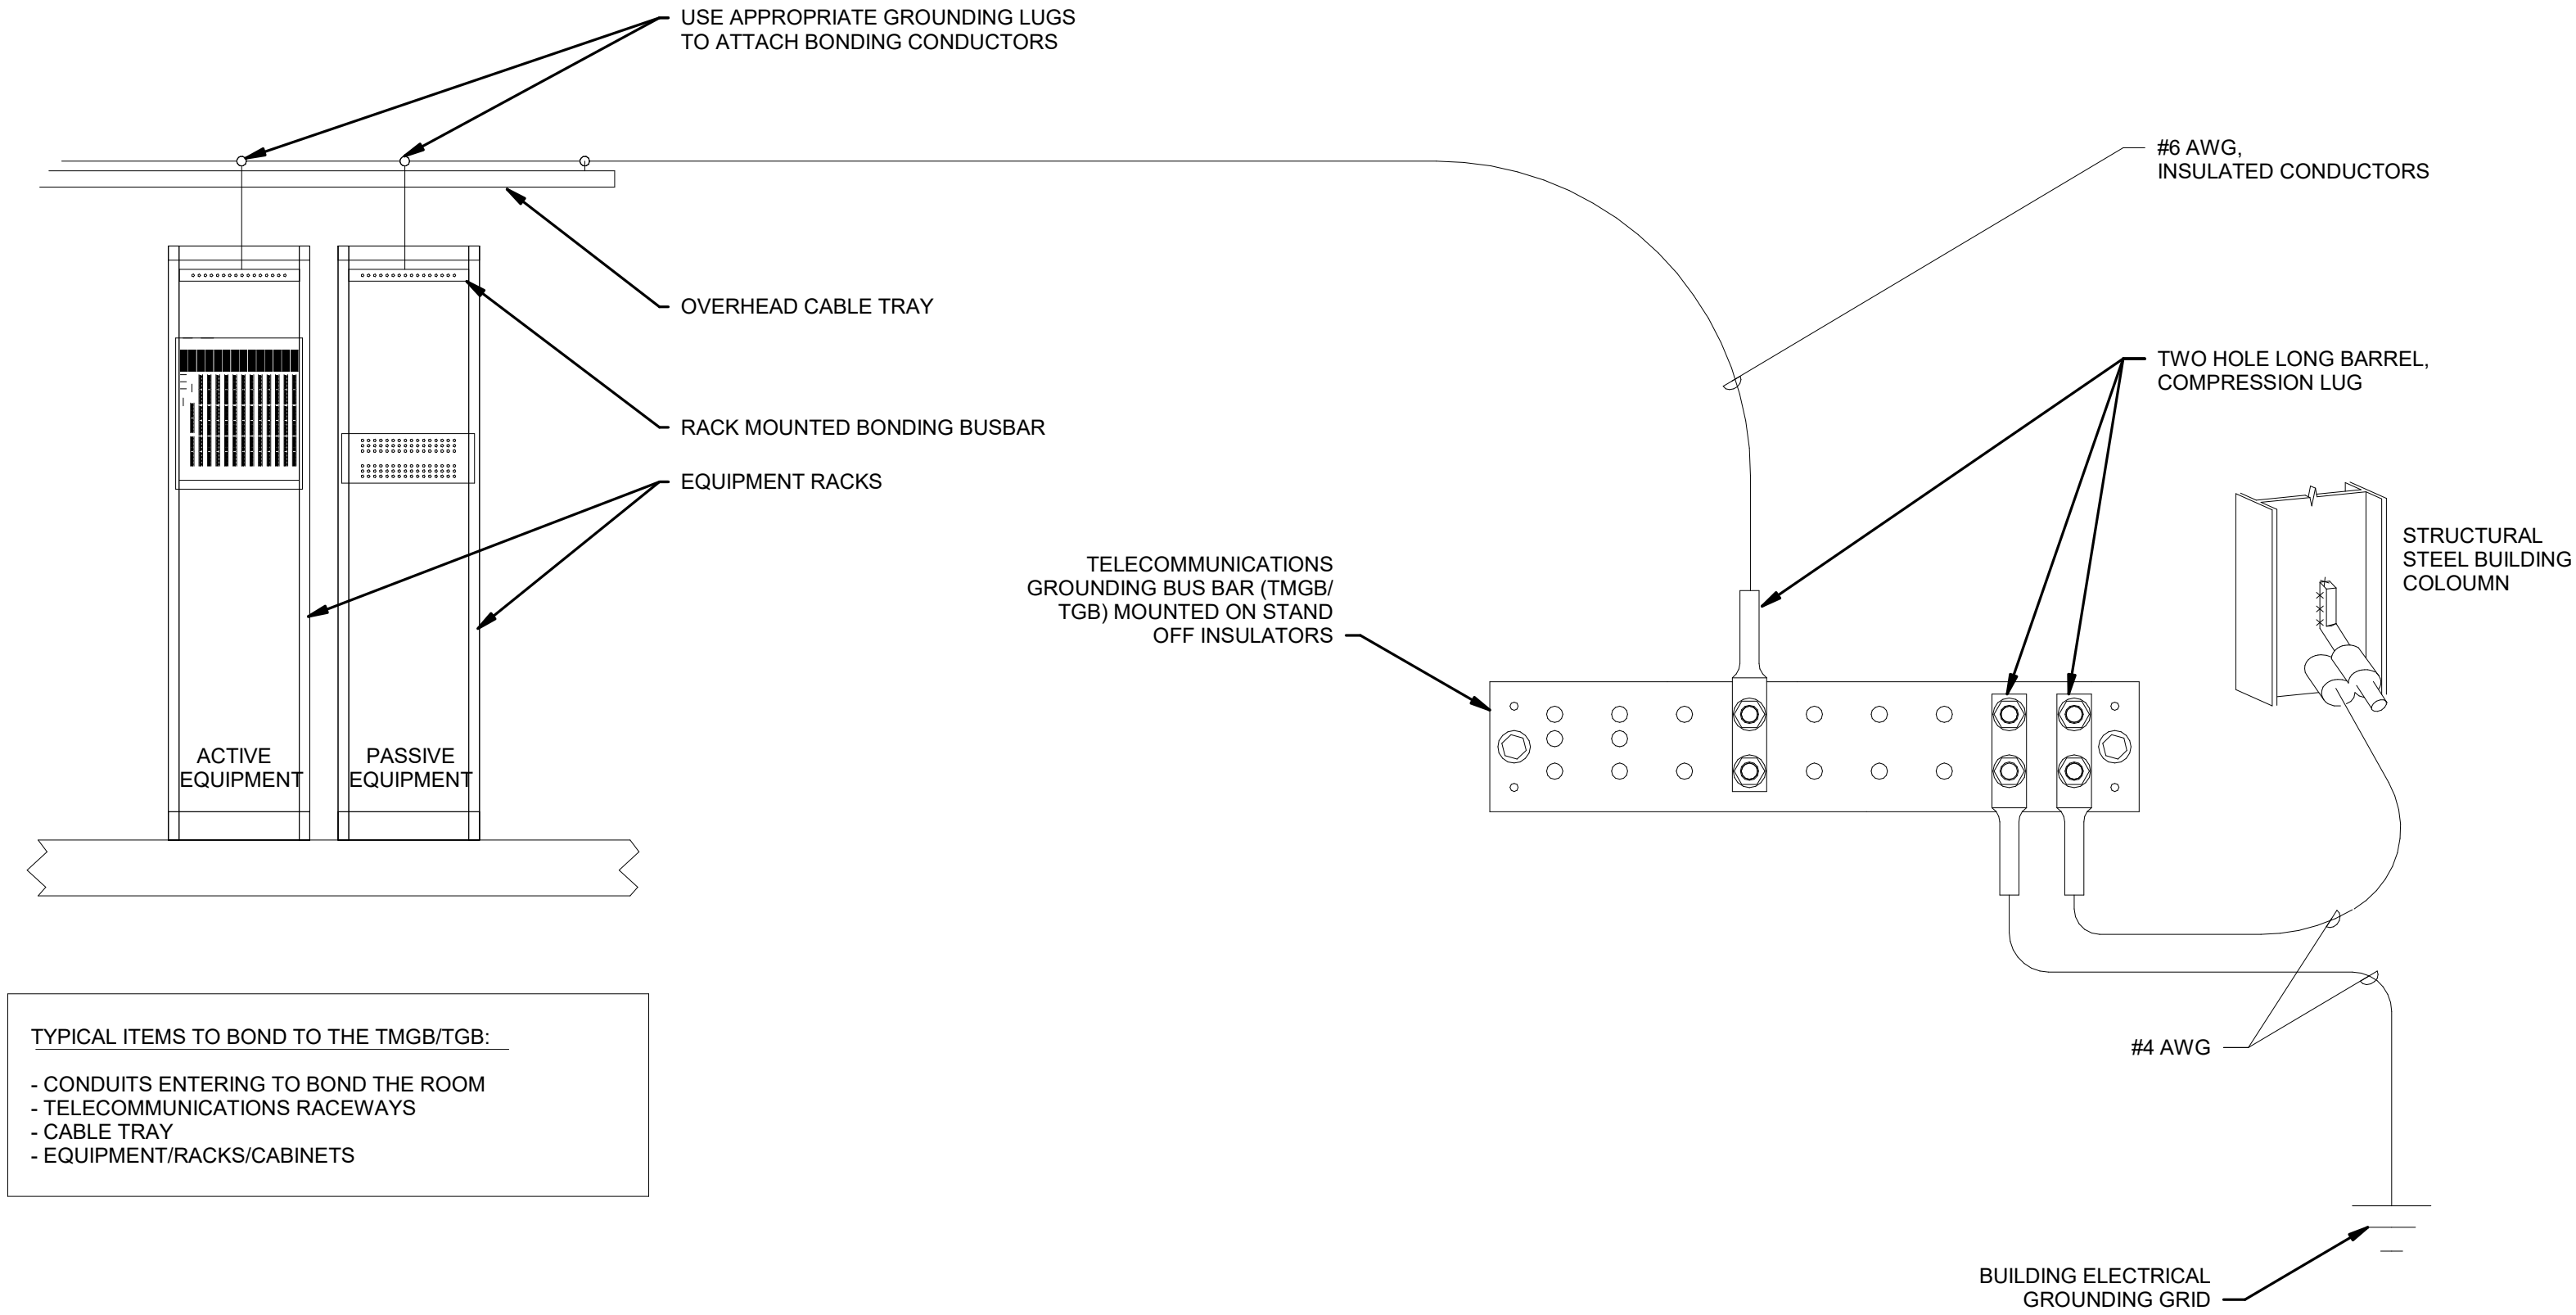 USE APPROPRIATE GROUNDING LUGS
TO ATTACH BONDING CONDUCTORS
#6 AWG,
INSULATED CONDUCTORS
OVERHEAD CABLE TRAY
TWO HOLE LONG BARREL,
COMPRESSION LUG
RACK MOUNTED BONDING BUSBAR
EQUIPMENT RACKS
STRUCTURAL
STEEL BUILDING
COLOUMN
TELECOMMUNICATIONS
GROUNDING BUS BAR (TMGB/
TGB) MOUNTED ON STAND
OFF INSULATORS
ACTIVE
EQUIPMENT
PASSIVE
EQUIPMENT
TYPICAL ITEMS TO BOND TO THE TMGB/TGB:
- CONDUITS ENTERING TO BOND THE ROOM
- TELECOMMUNICATIONS RACEWAYS
- CABLE TRAY
- EQUIPMENT/RACKS/CABINETS
#4 AWG
BUILDING ELECTRICAL
GROUNDING GRID